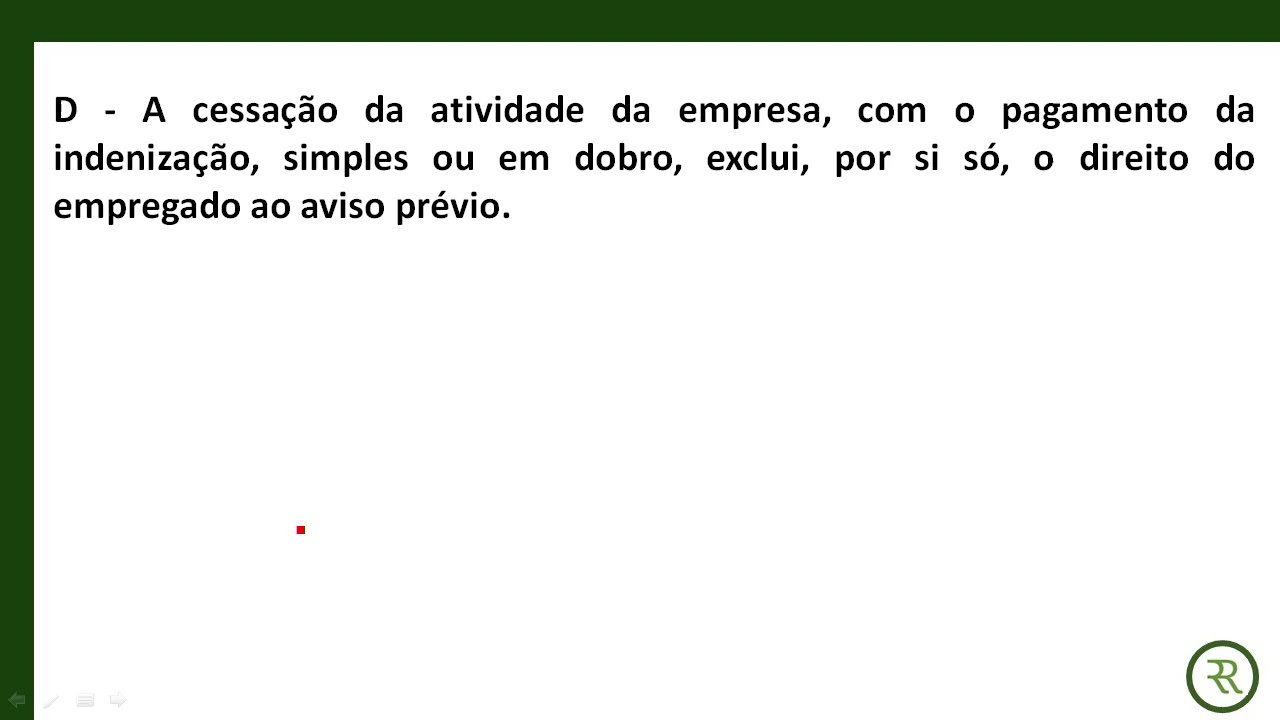 D - A cessação da atividade da empresa, com o pagamento da
indenização, simples ou em dobro, exclui, por si só, o direito do
empregado ao aviso prévio.
RR